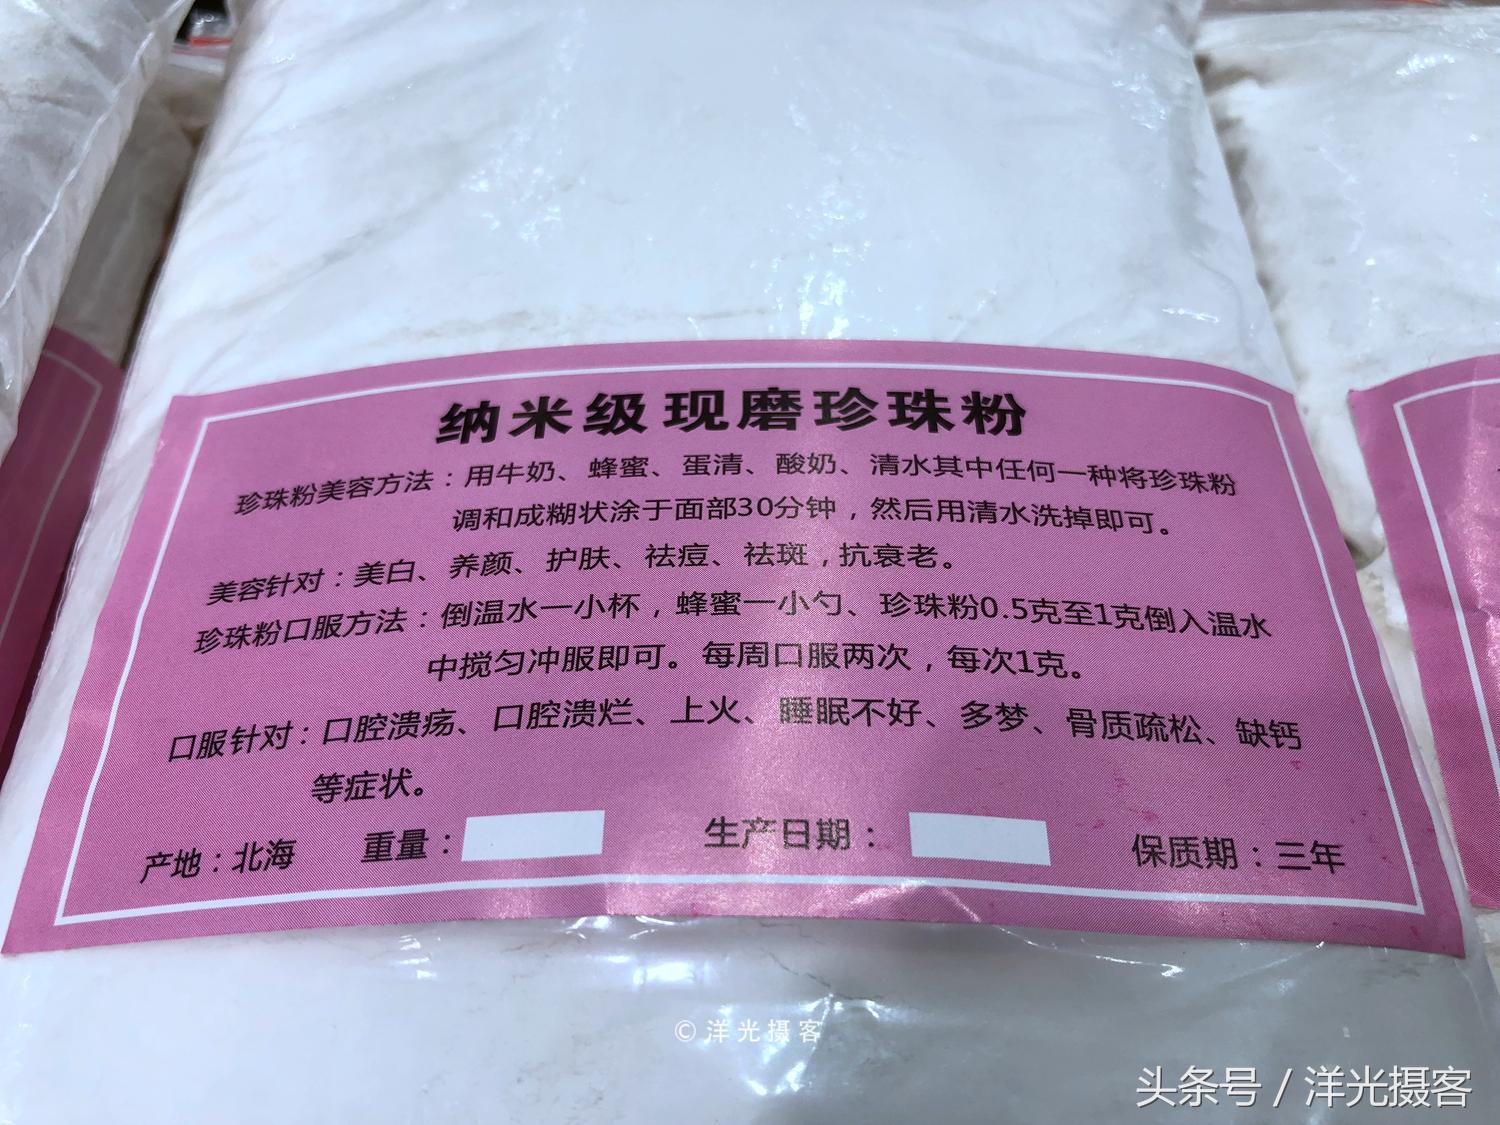 纳米级现磨珍珠粉
珍珠粉美容方法：用牛奶、蜂蜜、蛋清、酸奶、清水其中任何一种将珍珠粉
调和成糊状涂于面部30分钟，然后用清水洗掉即可。
美容针对：美白、养颜、护肤、祛痘、祛斑，抗衰老。
珍珠粉口服方法：倒温水一小杯，蜂蜜一小勺、珍珠粉0.5克至1克倒入温水
中搅匀冲服即可。每周口服两次，每次1克。
口服针对：口腔溃疡、口腔溃烂、上火、睡眠不好、多梦、骨质疏松、缺钙
等症状。
产地：北海 重量： 生产日期： 保质期：三年
© 洋光摄客
头条号 / 洋光摄客